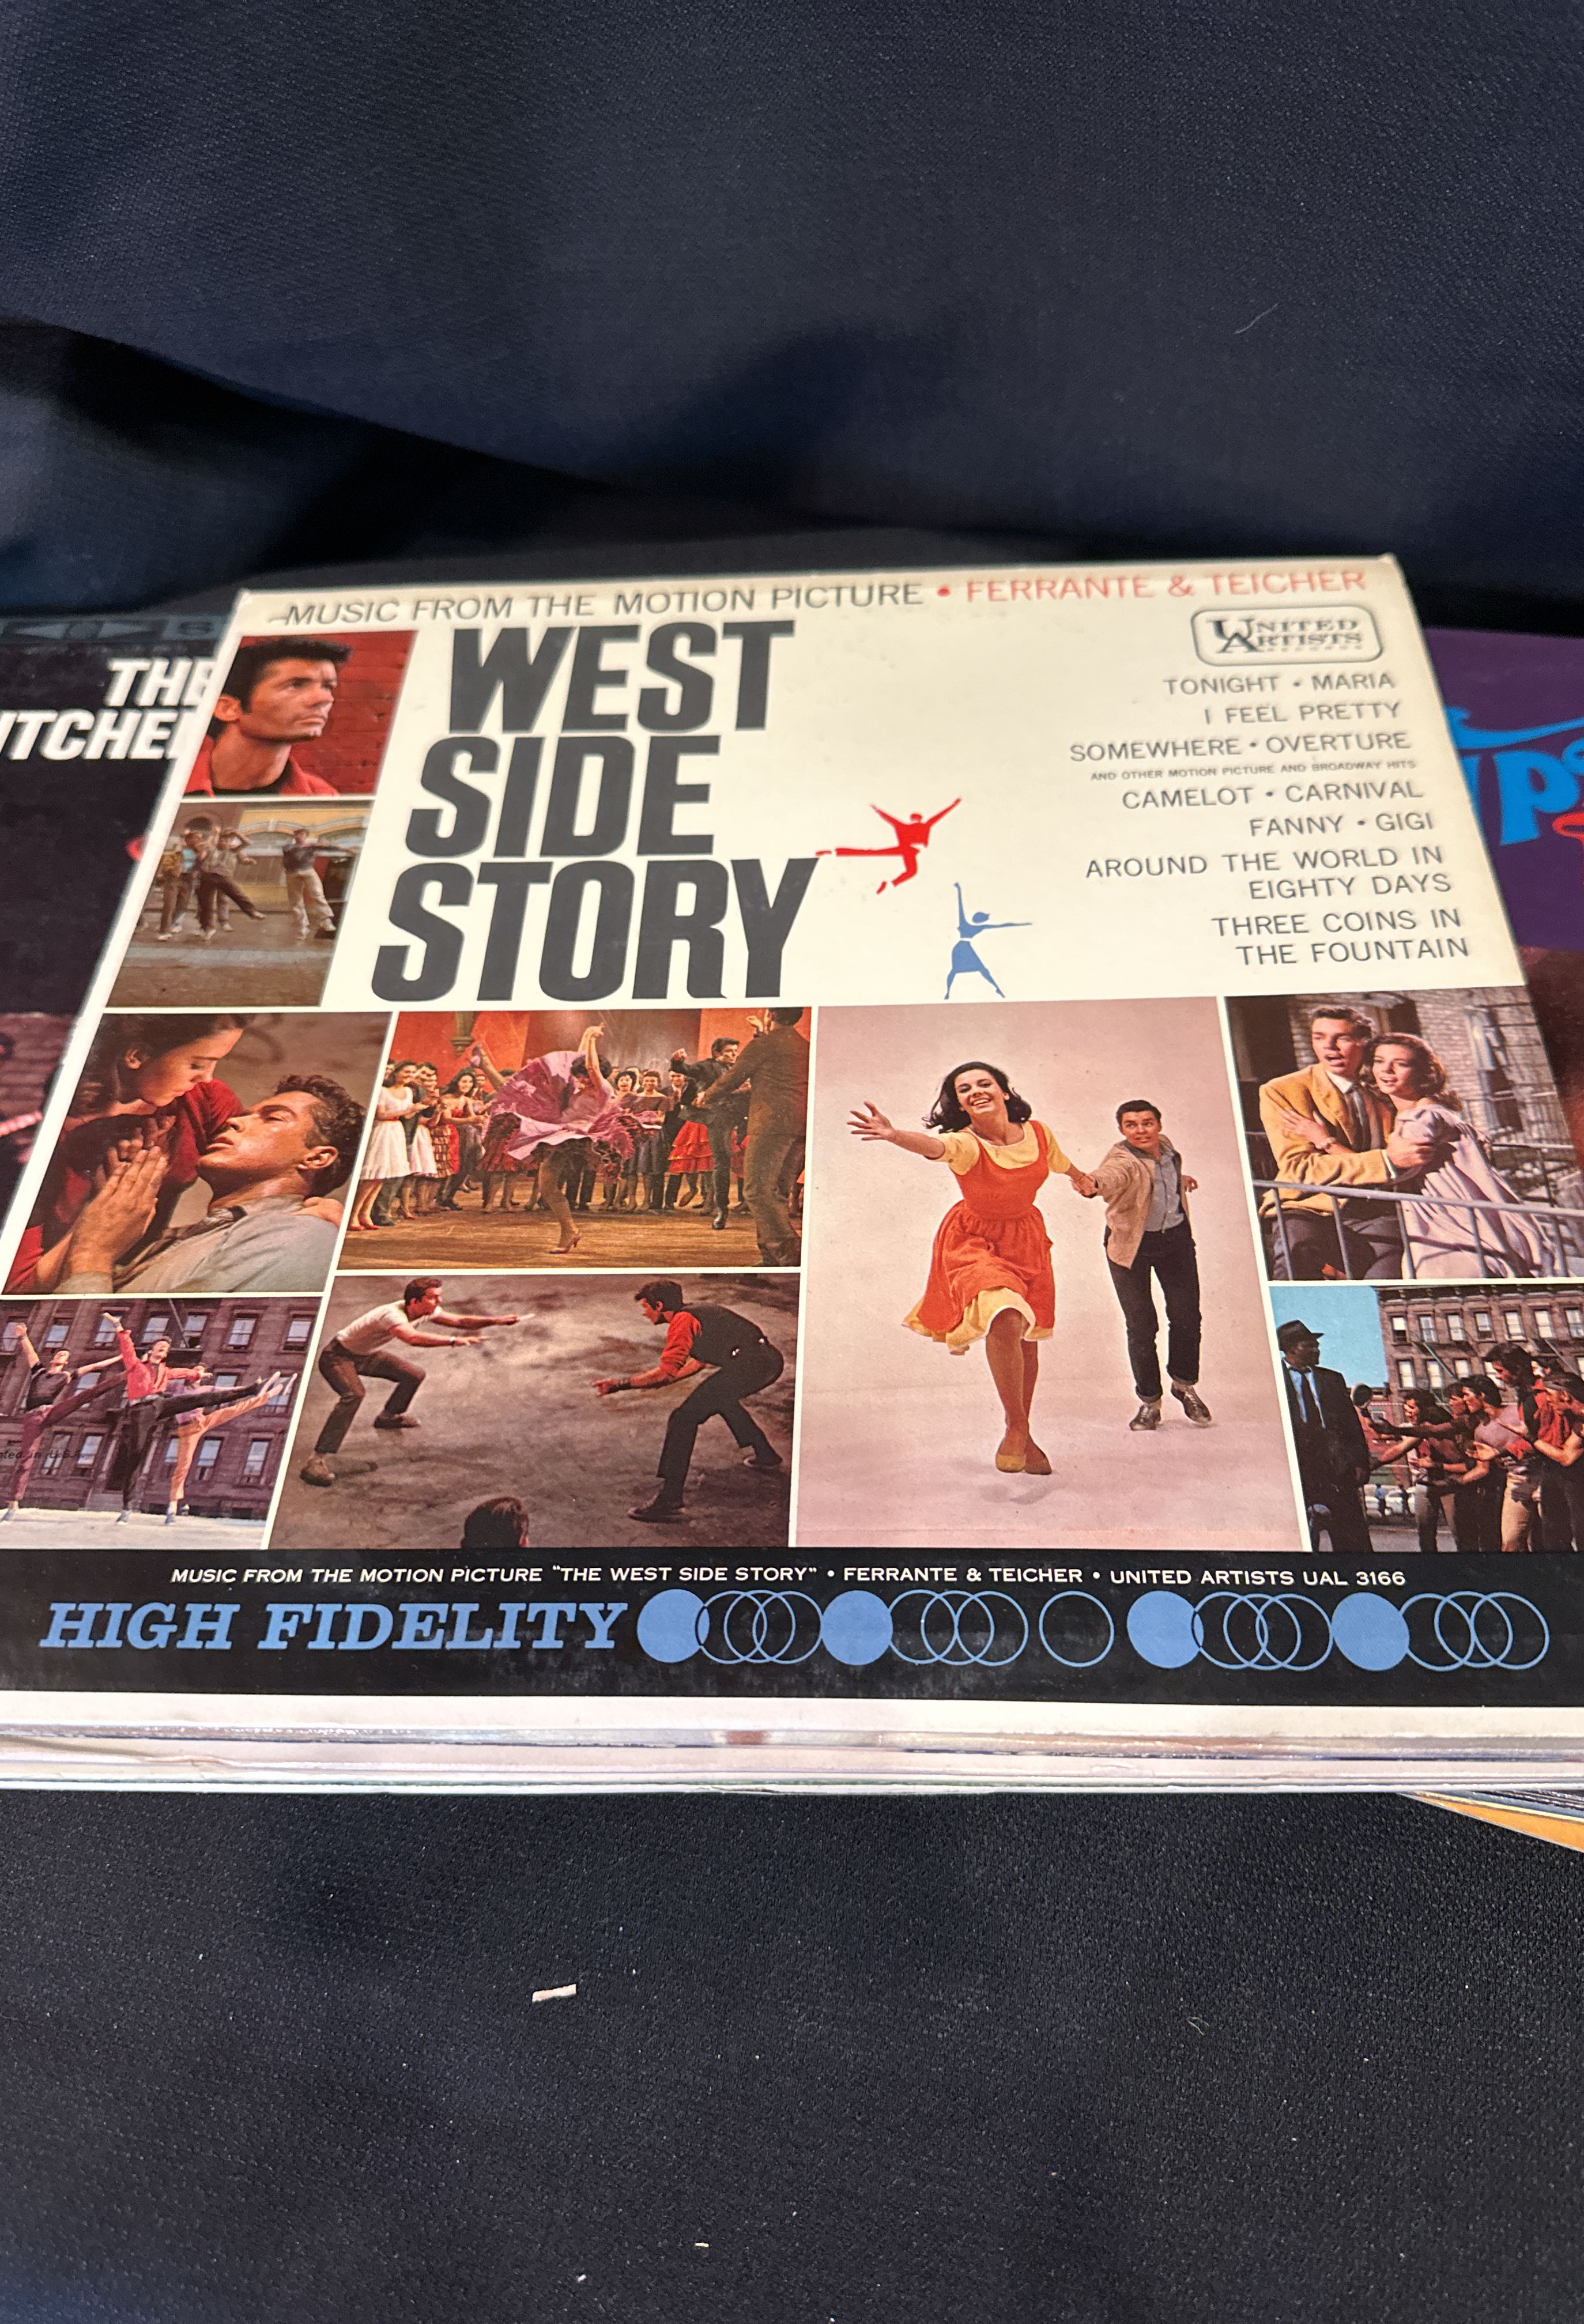 MUSIC FROM THE MOTION PICTURE • FERRANTE & TEICHER
UNITED
ARTISTS
RECORDS
WEST
SIDE
STORY
TONIGHT • MARIA
I FEEL PRETTY
SOMEWHERE • OVERTURE
AND OTHER MOTION PICTURE AND BROADWAY HITS
CAMELOT • CARNIVAL
FANNY • GIGI
AROUND THE WORLD IN
EIGHTY DAYS
THREE COINS IN
THE FOUNTAIN
THE
ted in U.S.A.
MUSIC FROM THE MOTION PICTURE "THE WEST SIDE STORY" • FERRANTE & TEICHER • UNITED ARTISTS UAL 3166
HIGH FIDELITY